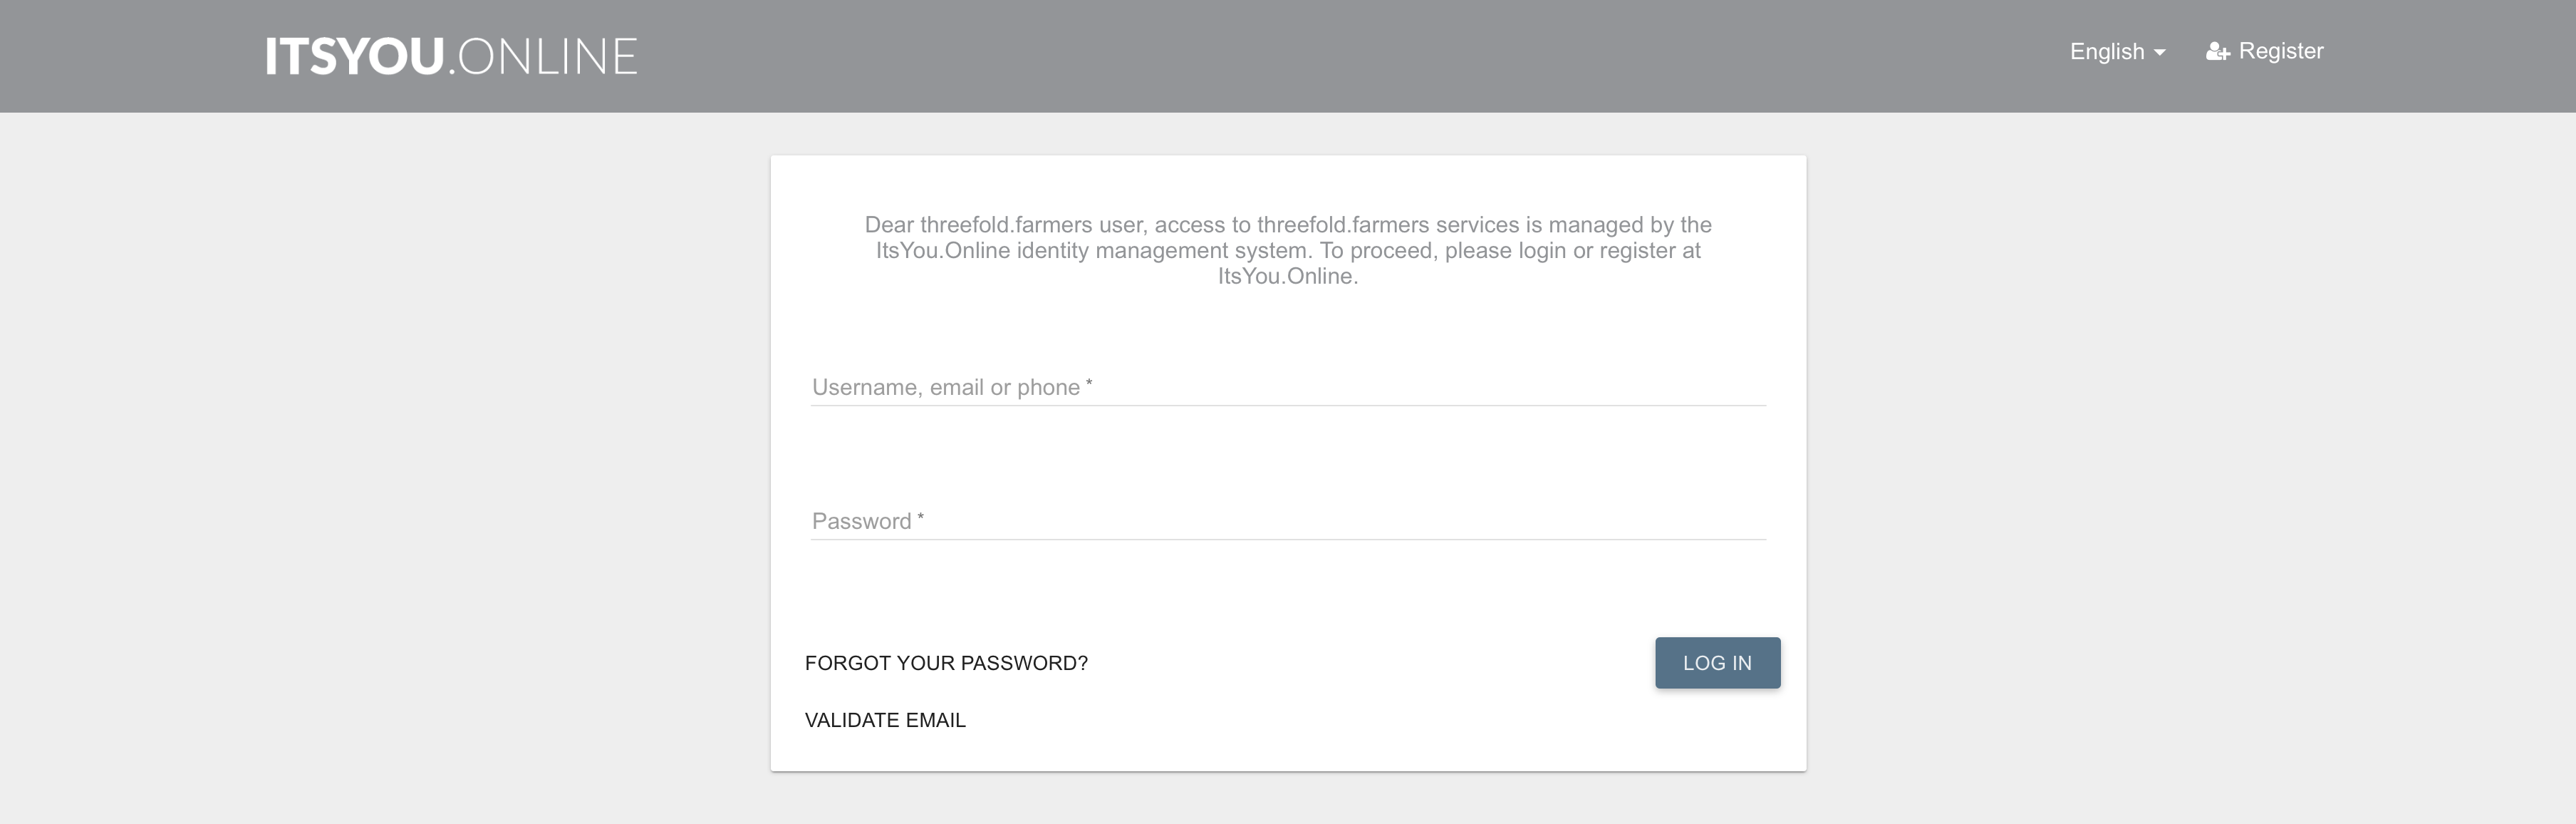 ITSYOU.ONLINE
English
Register
Dear threefold.farmers user, access to threefold.farmers services is managed by the
ItsYou.Online identity management system. To proceed, please login or register at
ItsYou.Online.
Username, email or phone *
Password *
FORGOT YOUR PASSWORD?
LOG IN
VALIDATE EMAIL